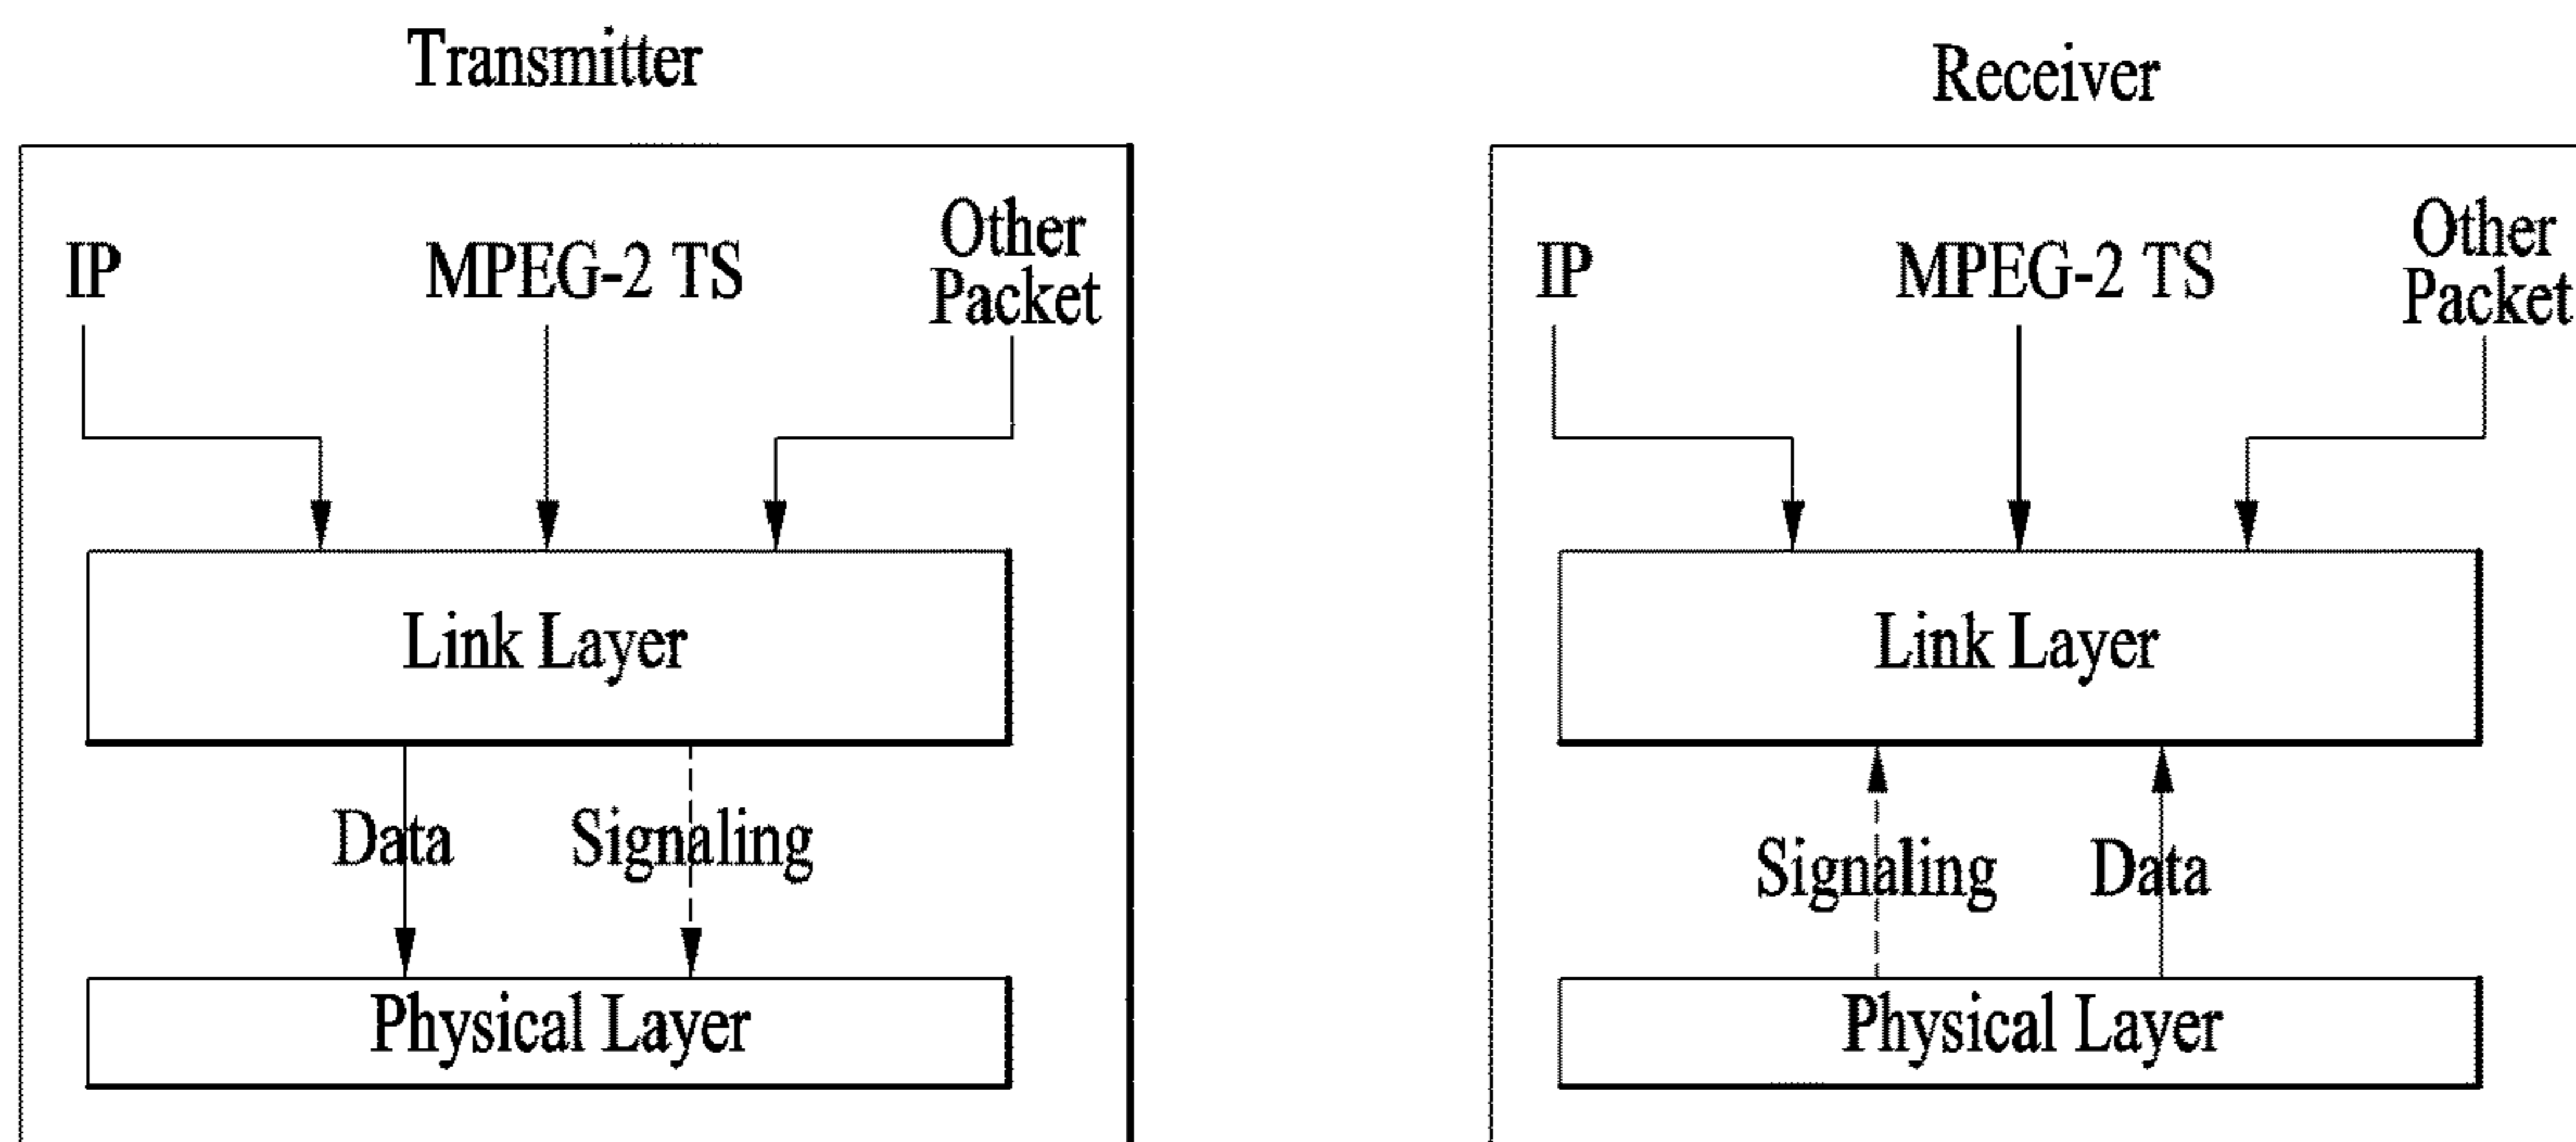 Transmitter
IP
MPEG-2 TS
Other
Packet
Link Layer
Data
Signaling
Physical Layer
Receiver
IP
MPEG-2 TS
Other
Packet
Link Layer
Signaling
Data
Physical Layer